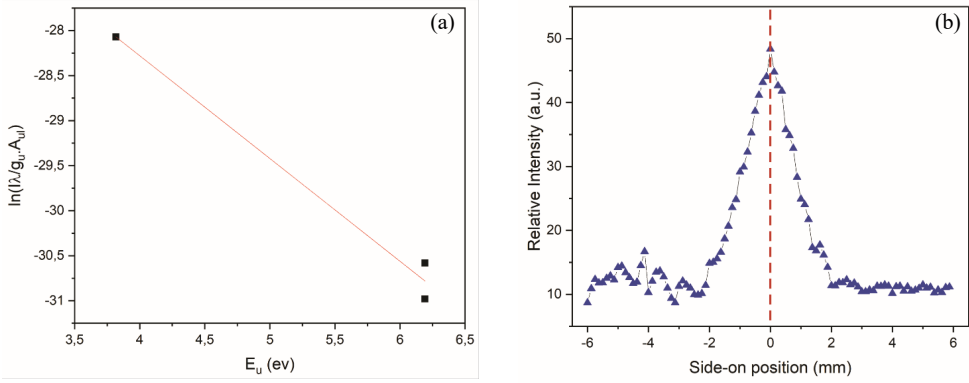 (a)
-28
-28,5
-29
-29,5
-30
-30,5
-31
ln(Iλ/gu.Aul)
3,5 4 4,5 5 5,5 6 6,5
Eu (ev)
(b)
50
40
30
20
10
Relative Intensity (a.u.)
-6 -4 -2 0 2 4 6
Side-on position (mm)